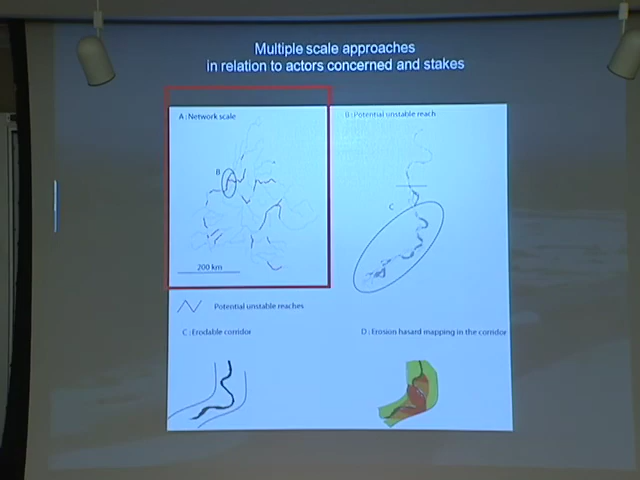 Multiple scale approaches
in relation to actors concerned and stakes
A : Network scale
B : Potential unstable reach
B
C
200 km
Potential unstable reaches
C : Erodable corridor
D : Erosion hasard mapping in the corridor